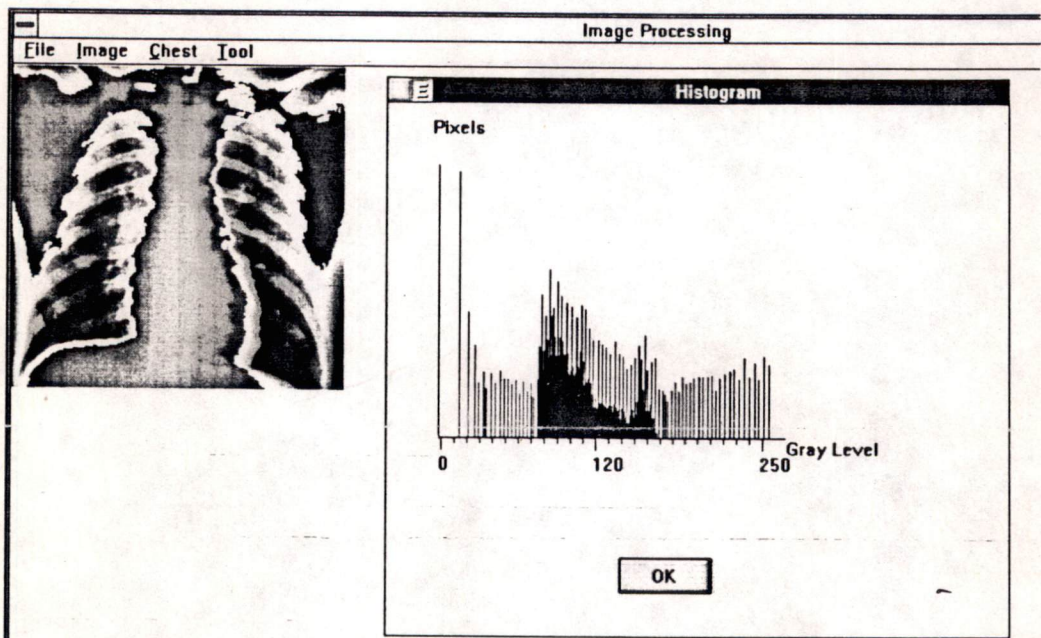 Image Processing
File Image Chest Tool
Histogram
Pixels
Gray Level
0 120 250
OK